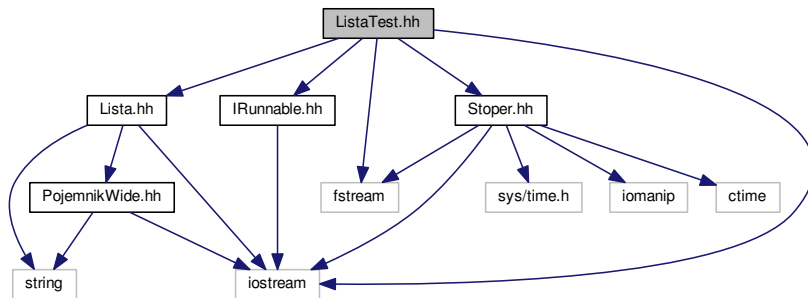 ListaTest.hh
Lista.hh
IRunnable.hh
Stoper.hh
PojemnikWide.hh
fstream
sys/time.h
iomanip
ctime
string
iostream